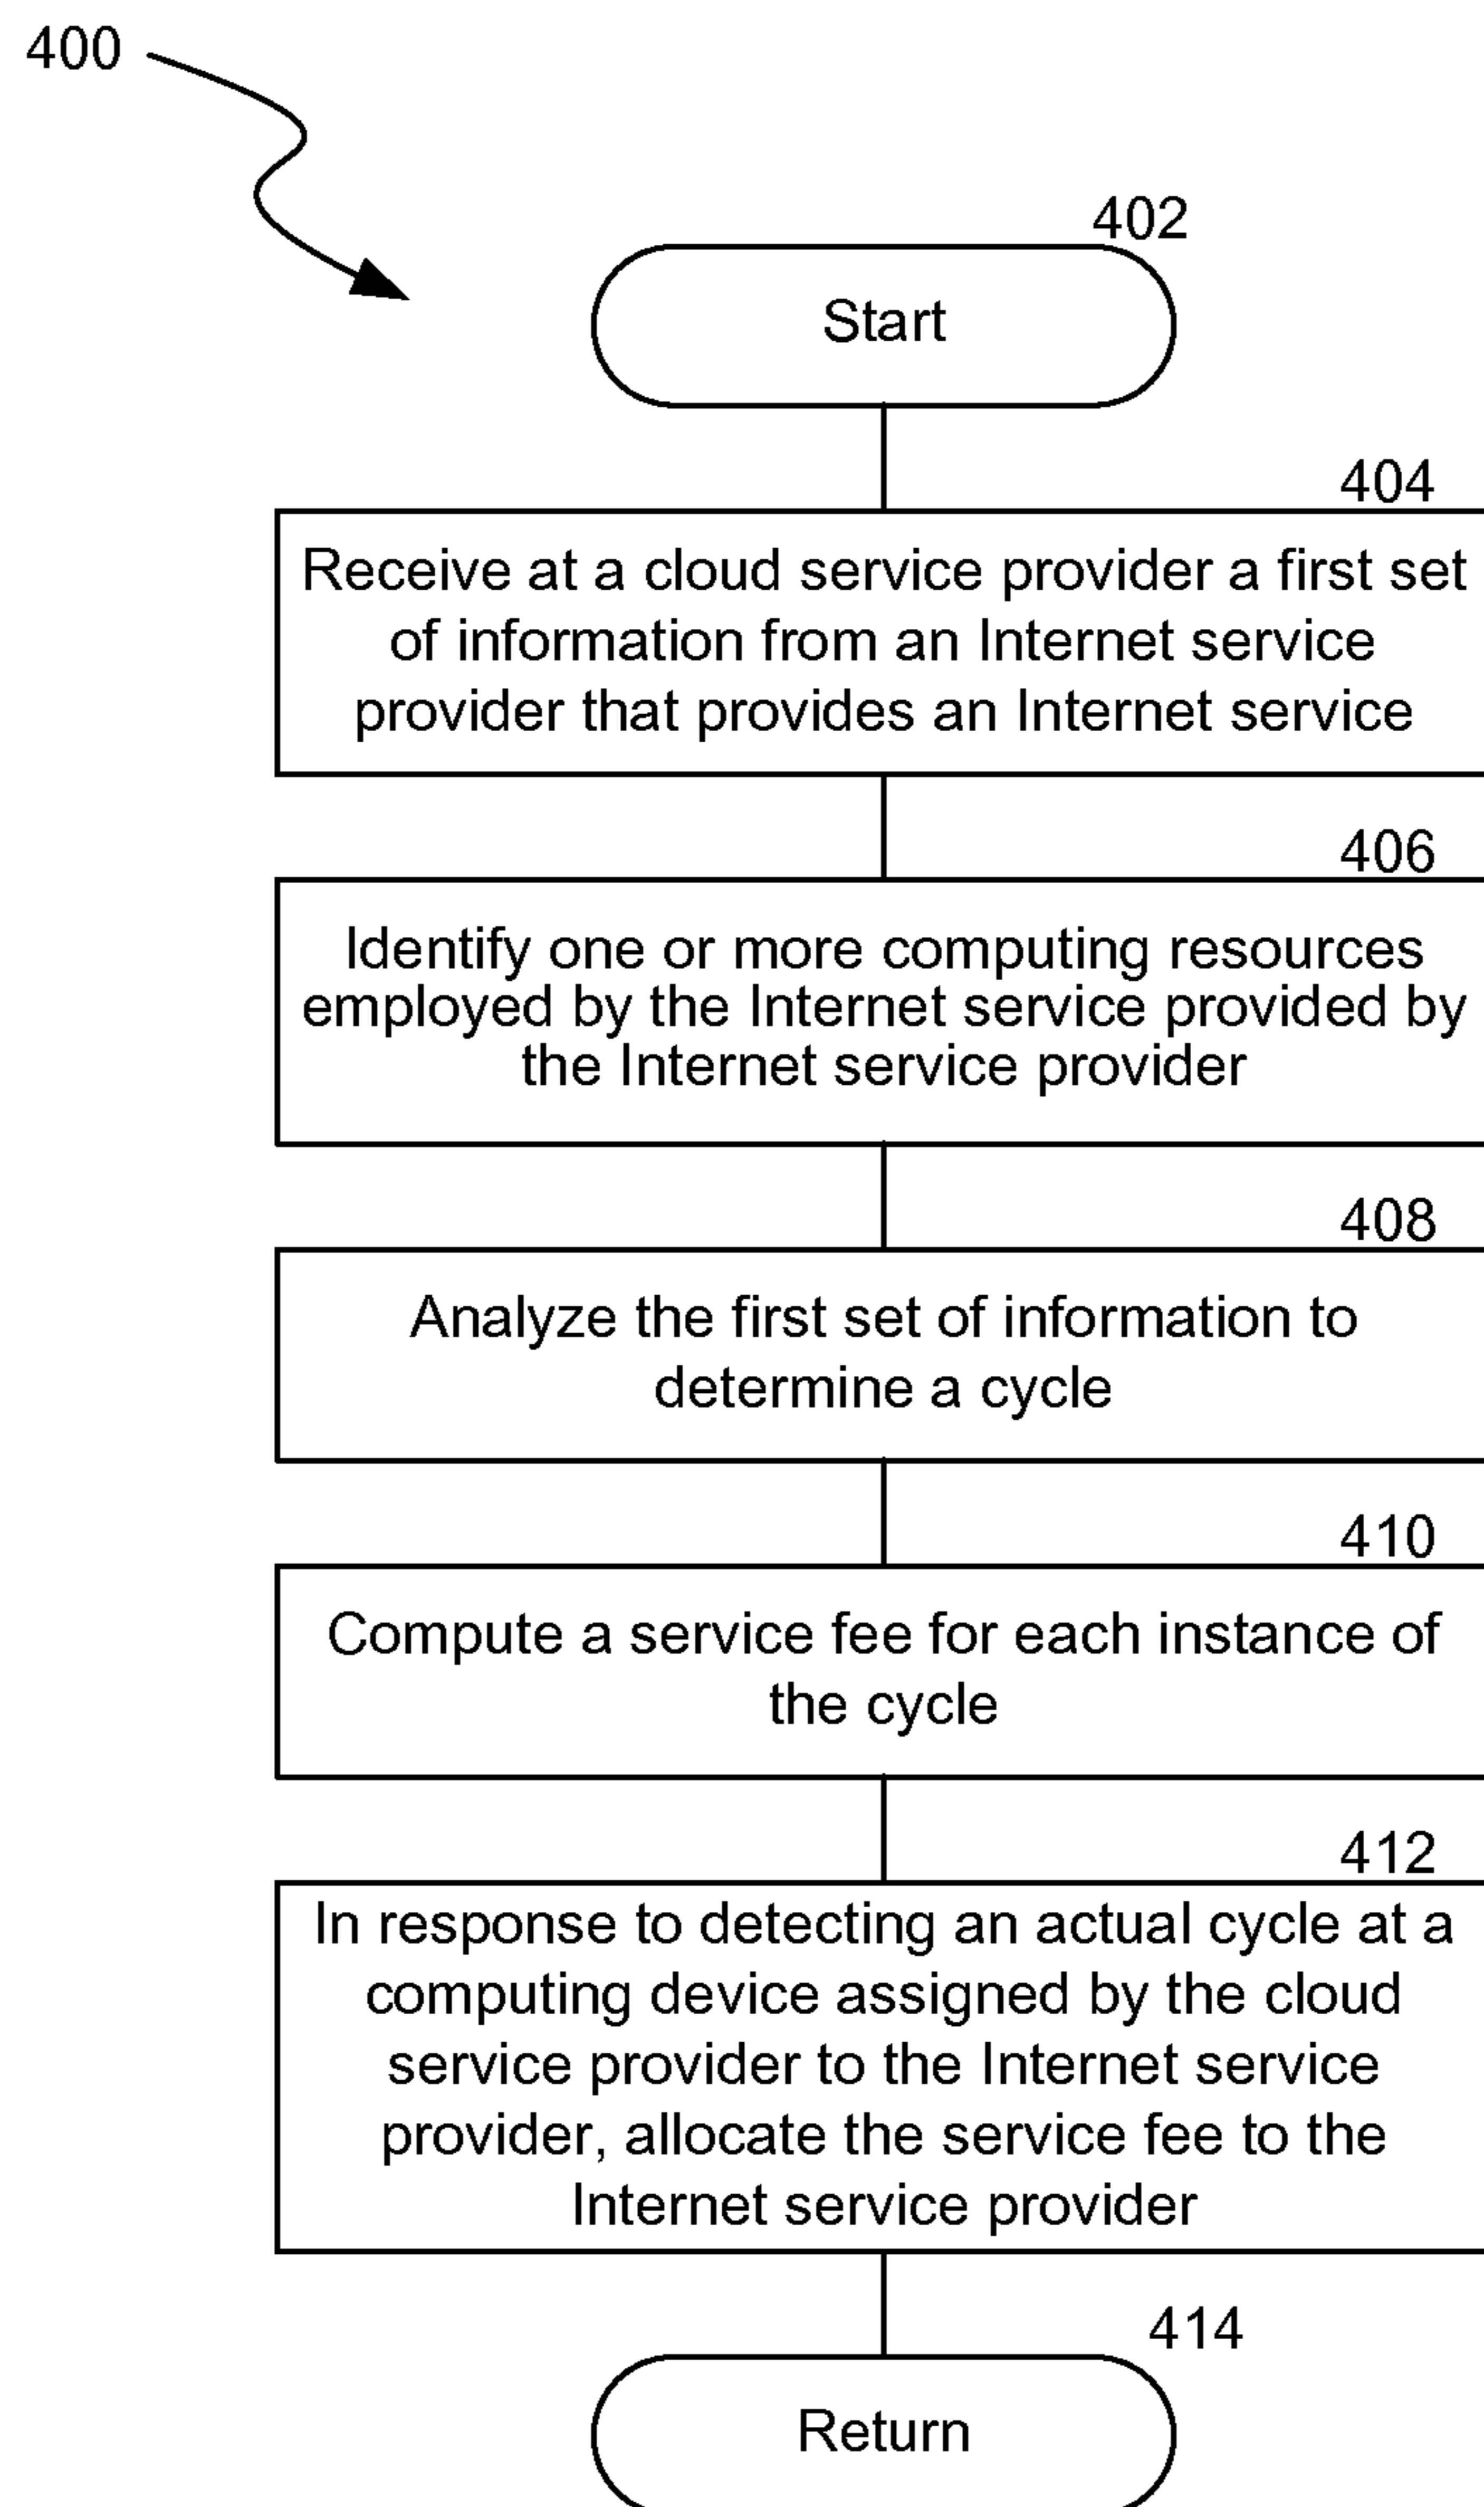 400
402
Start
404
Receive at a cloud service provider a first set
of information from an Internet service
provider that provides an Internet service
406
Identify one or more computing resources
employed by the Internet service provided by
the Internet service provider
408
Analyze the first set of information to
determine a cycle
410
Compute a service fee for each instance of
the cycle
412
In response to detecting an actual cycle at a
computing device assigned by the cloud
service provider to the Internet service
provider, allocate the service fee to the
Internet service provider
414
Return